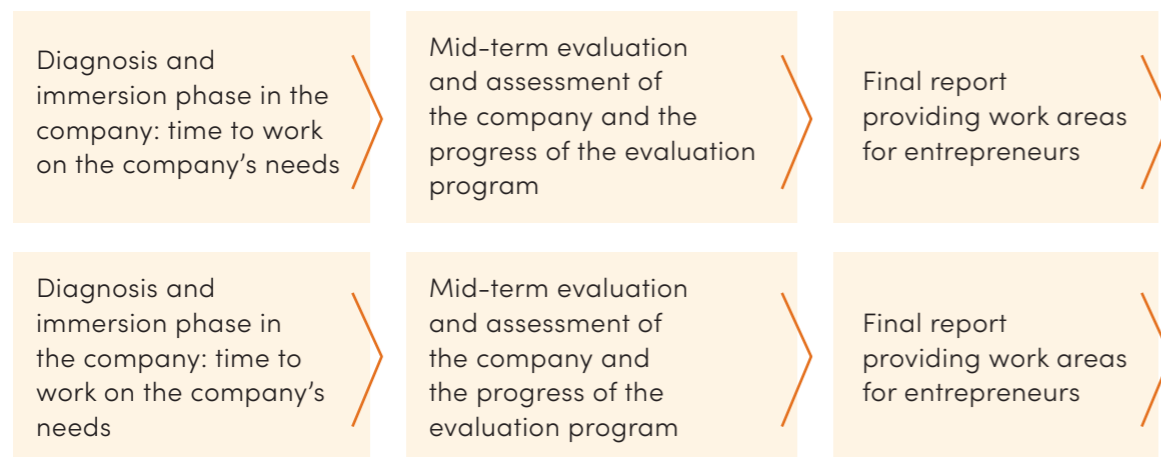 Diagnosis and
immersion phase in the
company: time to work
on the company's needs
Mid-term evaluation
and assessment of
the company and the
progress of the evaluation
program
Final report
providing work areas
for entrepreneurs
Diagnosis and
immersion phase in
the company: time to
work on the company's
needs
Mid-term evaluation
and assessment of
the company and
the progress of the
evaluation program
Final report
providing work areas
for entrepreneurs